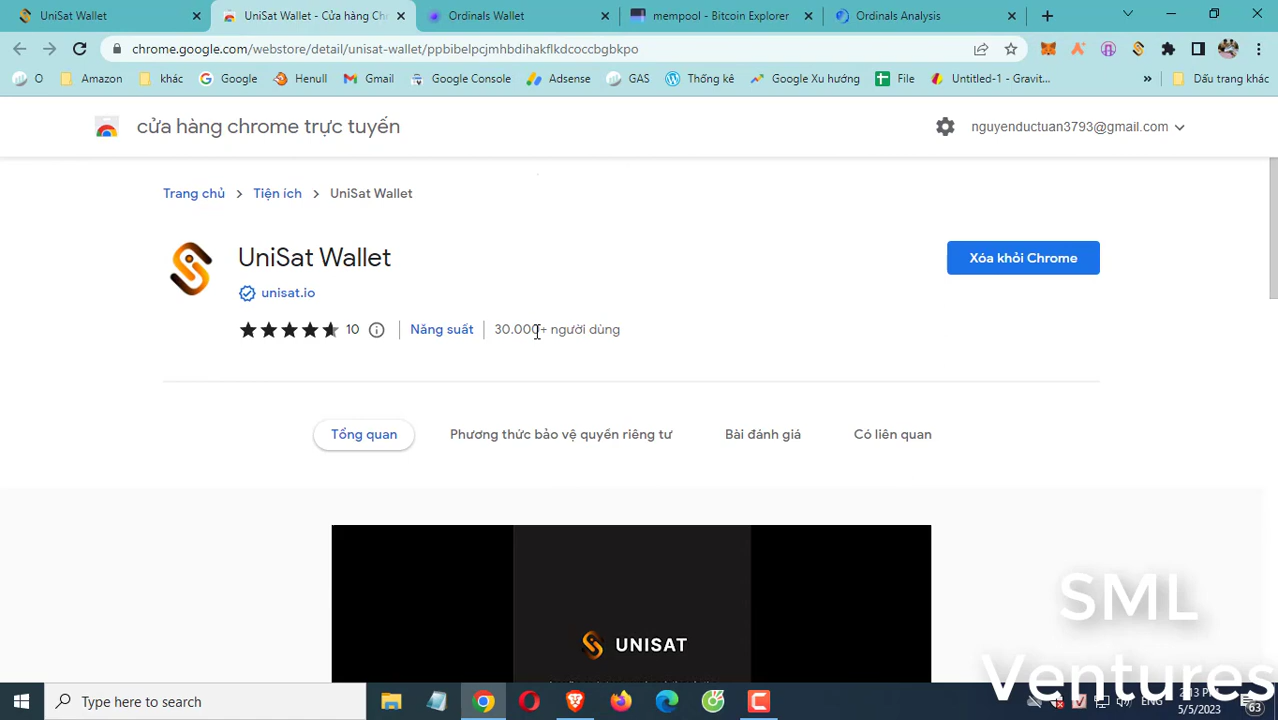 UniSat Wallet
UniSat Wallet - Cửa hàng Chr
Ordinals Wallet
mempool - Bitcoin Explorer
Ordinals Analysis
chrome.google.com/webstore/detail/unisat-wallet/ppbibelpcjmhbdihakflkdcoccbgbkpo
O
Amazon
khác
Google
Henull
Gmail
Google Console
Adsense
GAS
Thống kê
Google Xu hướng
File
Untitled-1 - Gravit...
Dấu trang khác
cửa hàng chrome trực tuyến
nguyenductuan3793@gmail.com
Trang chủ
Tiện ích
UniSat Wallet
UniSat Wallet
Xóa khỏi Chrome
unisat.io
10
Năng suất
30.000+ người dùng
Tổng quan
Phương thức bảo vệ quyền riêng tư
Bài đánh giá
Có liên quan
UNISAT
SML
Ventures
Type here to search
ENG
5/5/2023
63